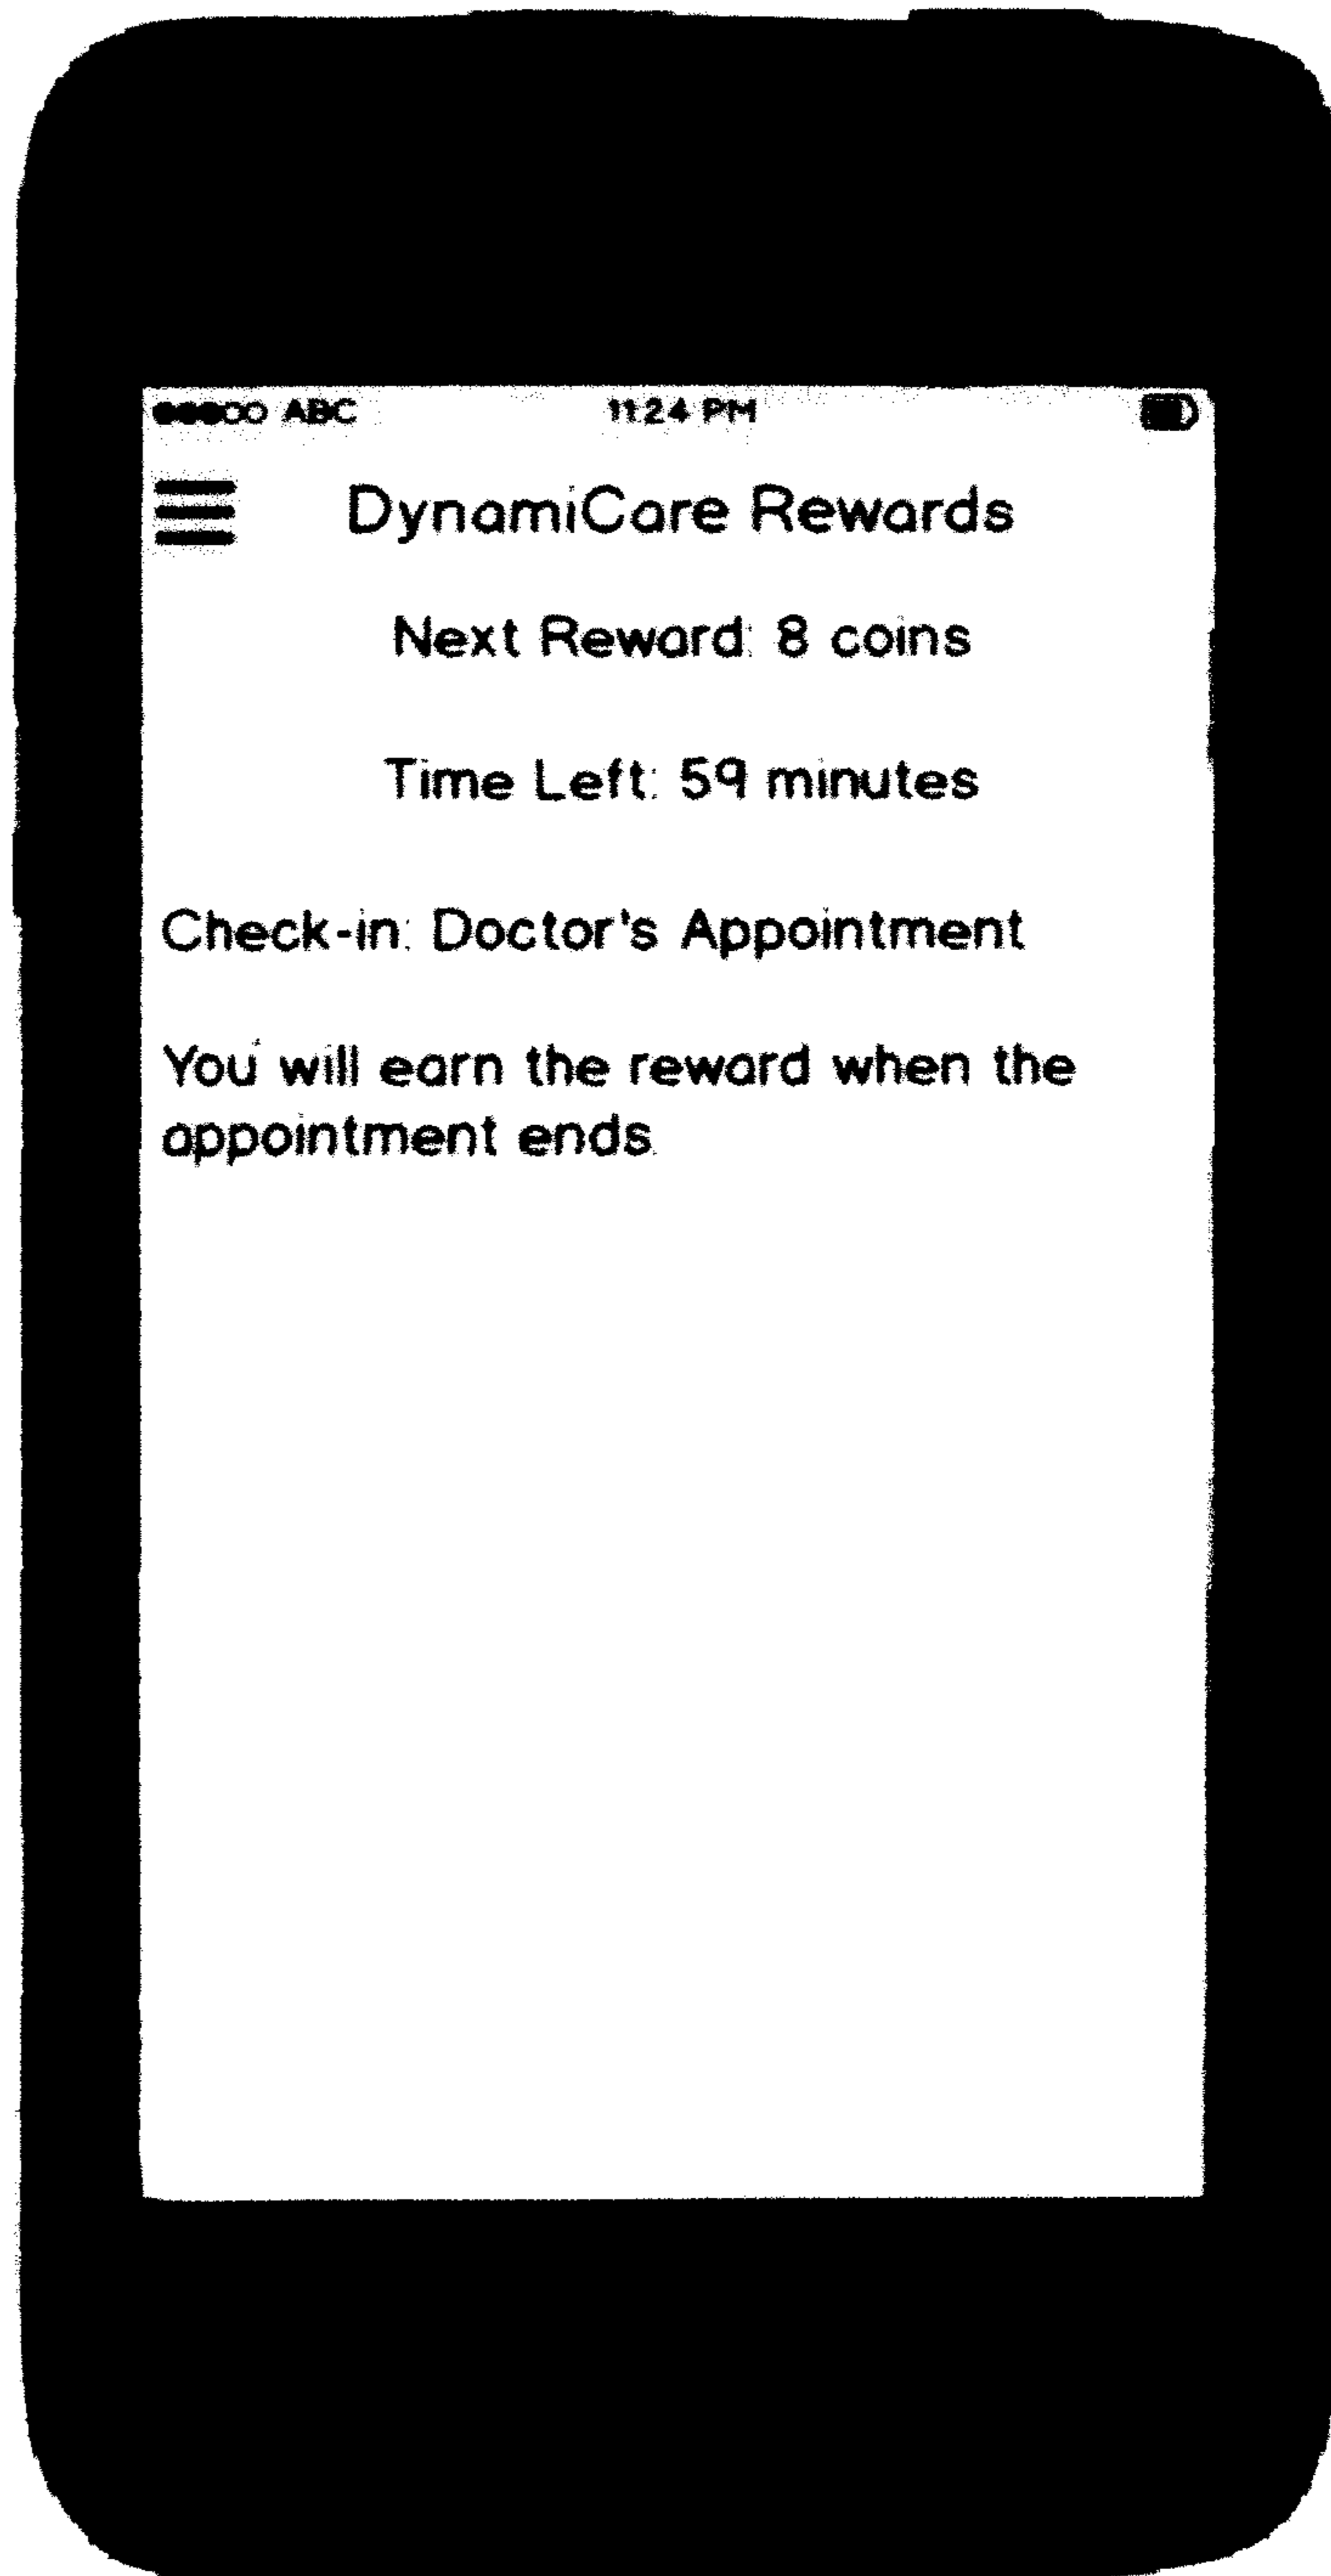 ABC 11:24 PM
DynamiCare Rewards
Next Reward: 8 coins
Time Left: 59 minutes
Check-in: Doctor's Appointment
You will earn the reward when the
appointment ends.